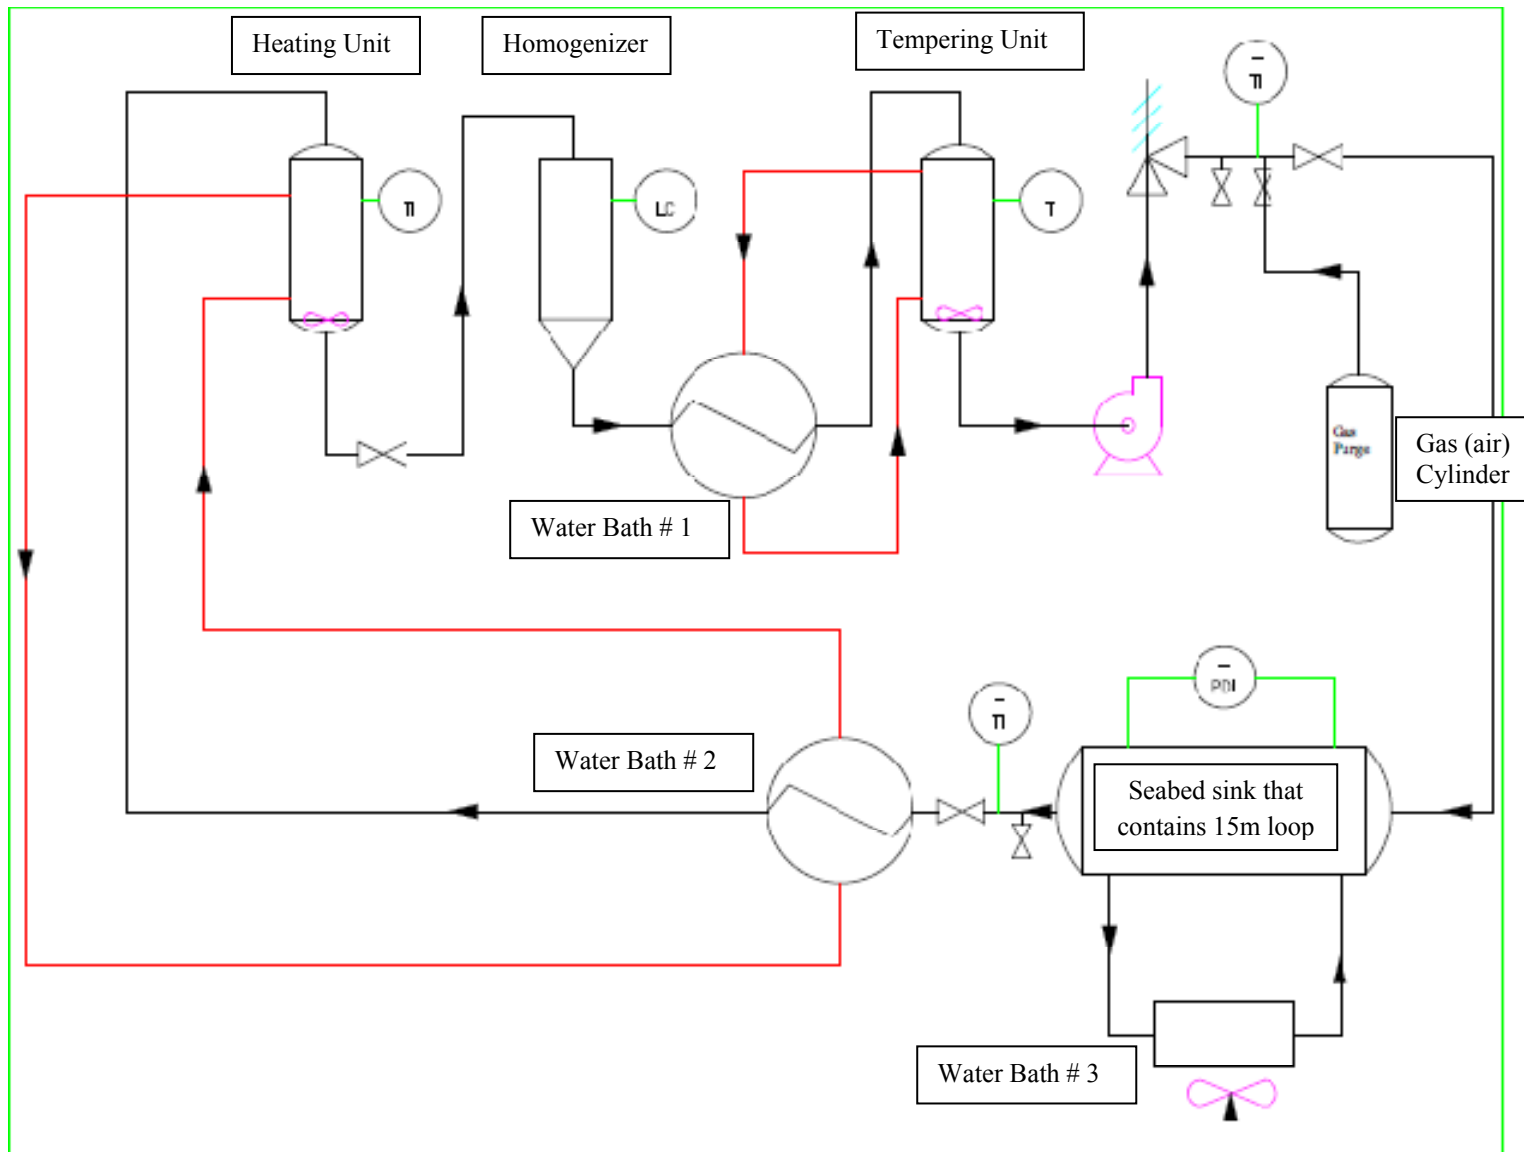 Heating Unit
Homogenizer
Tempering Unit
TI
TI
LC
T
Gas
Purge
Gas (air)
Cylinder
Water Bath # 1
PDI
TI
Water Bath # 2
Seabed sink that
contains 15m loop
Water Bath # 3